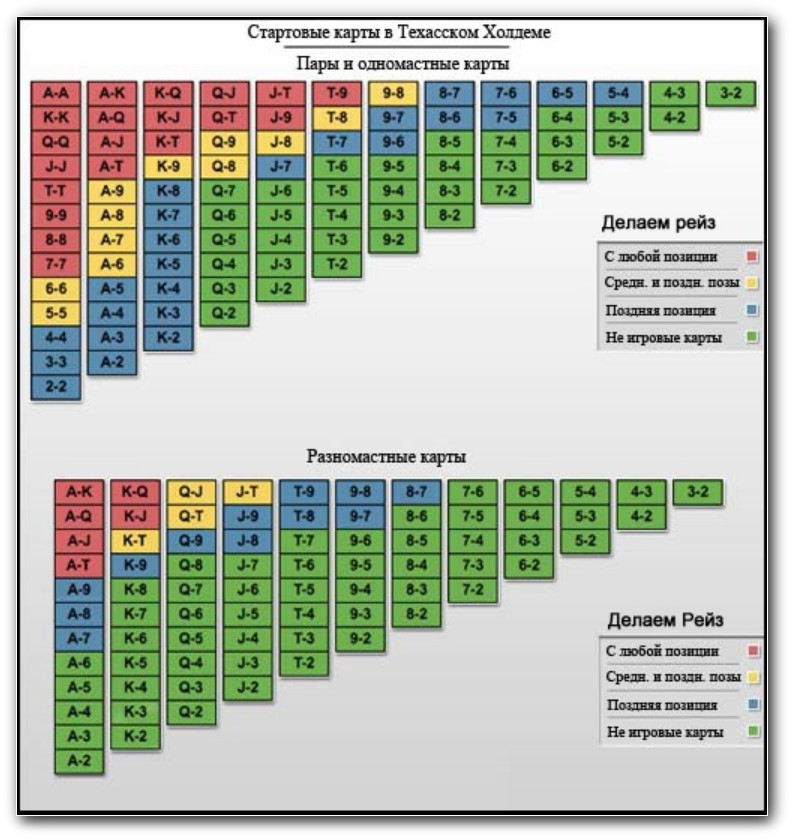 Стартовые карты в Техасском Холдеме
Пары и одномастные карты
A-A A-K K-Q Q-J J-T T-9 9-8 8-7 7-6 6-5 5-4 4-3 3-2
K-K A-Q K-J Q-T J-9 T-8 9-7 8-6 7-5 6-4 5-3 4-2
Q-Q A-J K-T Q-9 J-8 T-7 9-6 8-5 7-4 6-3 5-2
J-J A-T K-9 Q-8 J-7 T-6 9-5 8-4 7-3 6-2
T-T A-9 K-8 Q-7 J-6 T-5 9-4 8-3 7-2
9-9 A-8 K-7 Q-6 J-5 T-4 9-3 8-2
8-8 A-7 K-6 Q-5 J-4 T-3 9-2
7-7 A-6 K-5 Q-4 J-3 T-2
6-6 A-5 K-4 Q-3 J-2
5-5 A-4 K-3 Q-2
4-4 A-3 K-2
3-3 A-2
2-2
Делаем рейз
С любой позиции
Средн. и поздн. позы
Поздняя позиция
Не игровые карты
Разномастные карты
A-K K-Q Q-J J-T T-9 9-8 8-7 7-6 6-5 5-4 4-3 3-2
A-Q K-J Q-T J-9 T-8 9-7 8-6 7-5 6-4 5-3 4-2
A-J K-T Q-9 J-8 T-7 9-6 8-5 7-4 6-3 5-2
A-T K-9 Q-8 J-7 T-6 9-5 8-4 7-3 6-2
A-9 K-8 Q-7 J-6 T-5 9-4 8-3 7-2
A-8 K-7 Q-6 J-5 T-4 9-3 8-2
A-7 K-6 Q-5 J-4 T-3 9-2
A-6 K-5 Q-4 J-3 T-2
A-5 K-4 Q-3 J-2
A-4 K-3 Q-2
A-3 K-2
A-2
Делаем Рейз
С любой позиции
Средн. и поздн. позы
Поздняя позиция
Не игровые карты